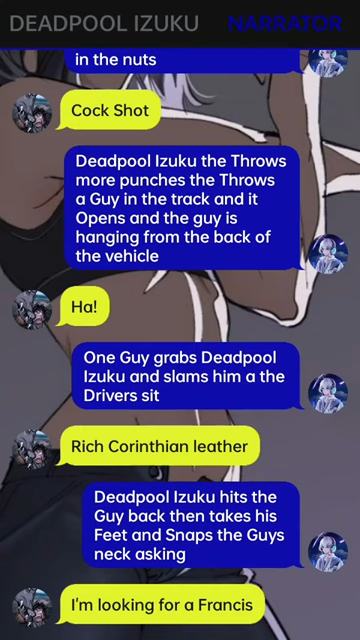 DEADPOOL IZUKU NARRATOR
in the nuts
Cock Shot
Deadpool Izuku the Throws
more punches the Throws
a Guy in the track and it
Opens and the guy is
hanging from the back of
the vehicle
Ha!
One Guy grabs Deadpool
Izuku and slams him a the
Drivers sit
Rich Corinthian leather
Deadpool Izuku hits the
Guy back then takes his
Feet and Snaps the Guys
neck asking
I'm looking for a Francis